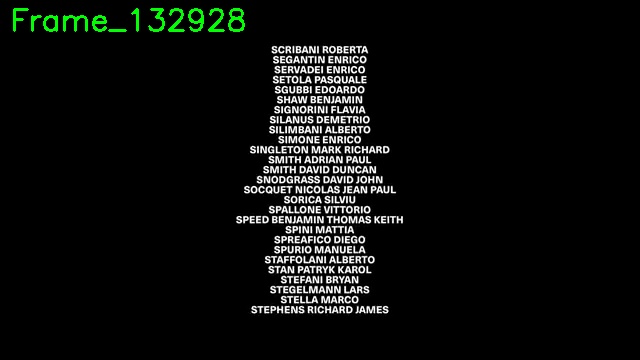 Frame_132928
SCRIBANI ROBERTA
SEGANTIN ENRICO
SERVADEI ENRICO
SETOLA PASQUALE
SGUBBI EDOARDO
SHAW BENJAMIN
SIGNORINI FLAVIA
SILANUS DEMETRIO
SILIMBANI ALBERTO
SIMONE ENRICO
SINGLETON MARK RICHARD
SMITH ADRIAN PAUL
SMITH DAVID DUNCAN
SNODGRASS DAVID JOHN
SOCQUET NICOLAS JEAN PAUL
SORICA SILVIU
SPALLONE VITTORIO
SPEED BENJAMIN THOMAS KEITH
SPINI MATTIA
SPREAFICO DIEGO
SPURIO MANUELA
STAFFOLANI ALBERTO
STAN PATRYK KAROL
STEFANI BRYAN
STEGELMANN LARS
STELLA MARCO
STEPHENS RICHARD JAMES